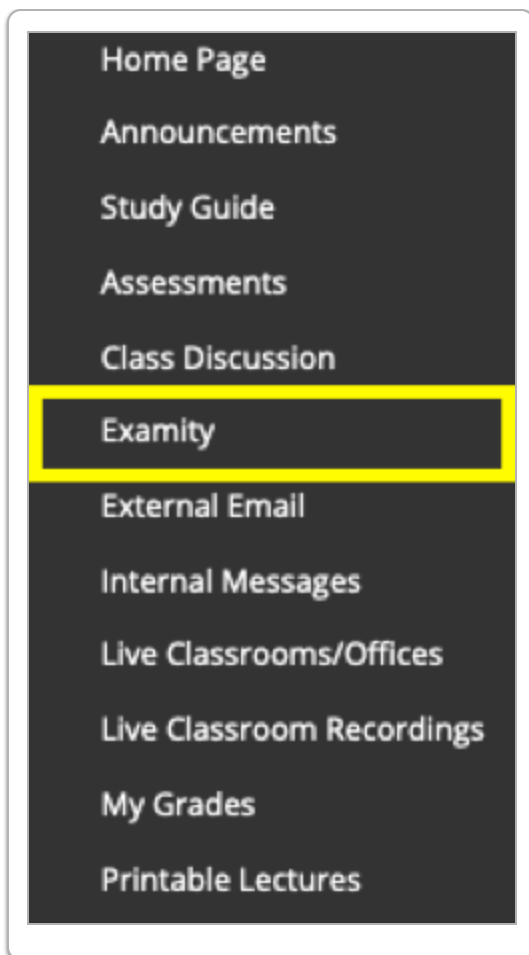 Home Page
Announcements
Study Guide
Assessments
Class Discussion
Examity
External Email
Internal Messages
Live Classrooms/Offices
Live Classroom Recordings
My Grades
Printable Lectures